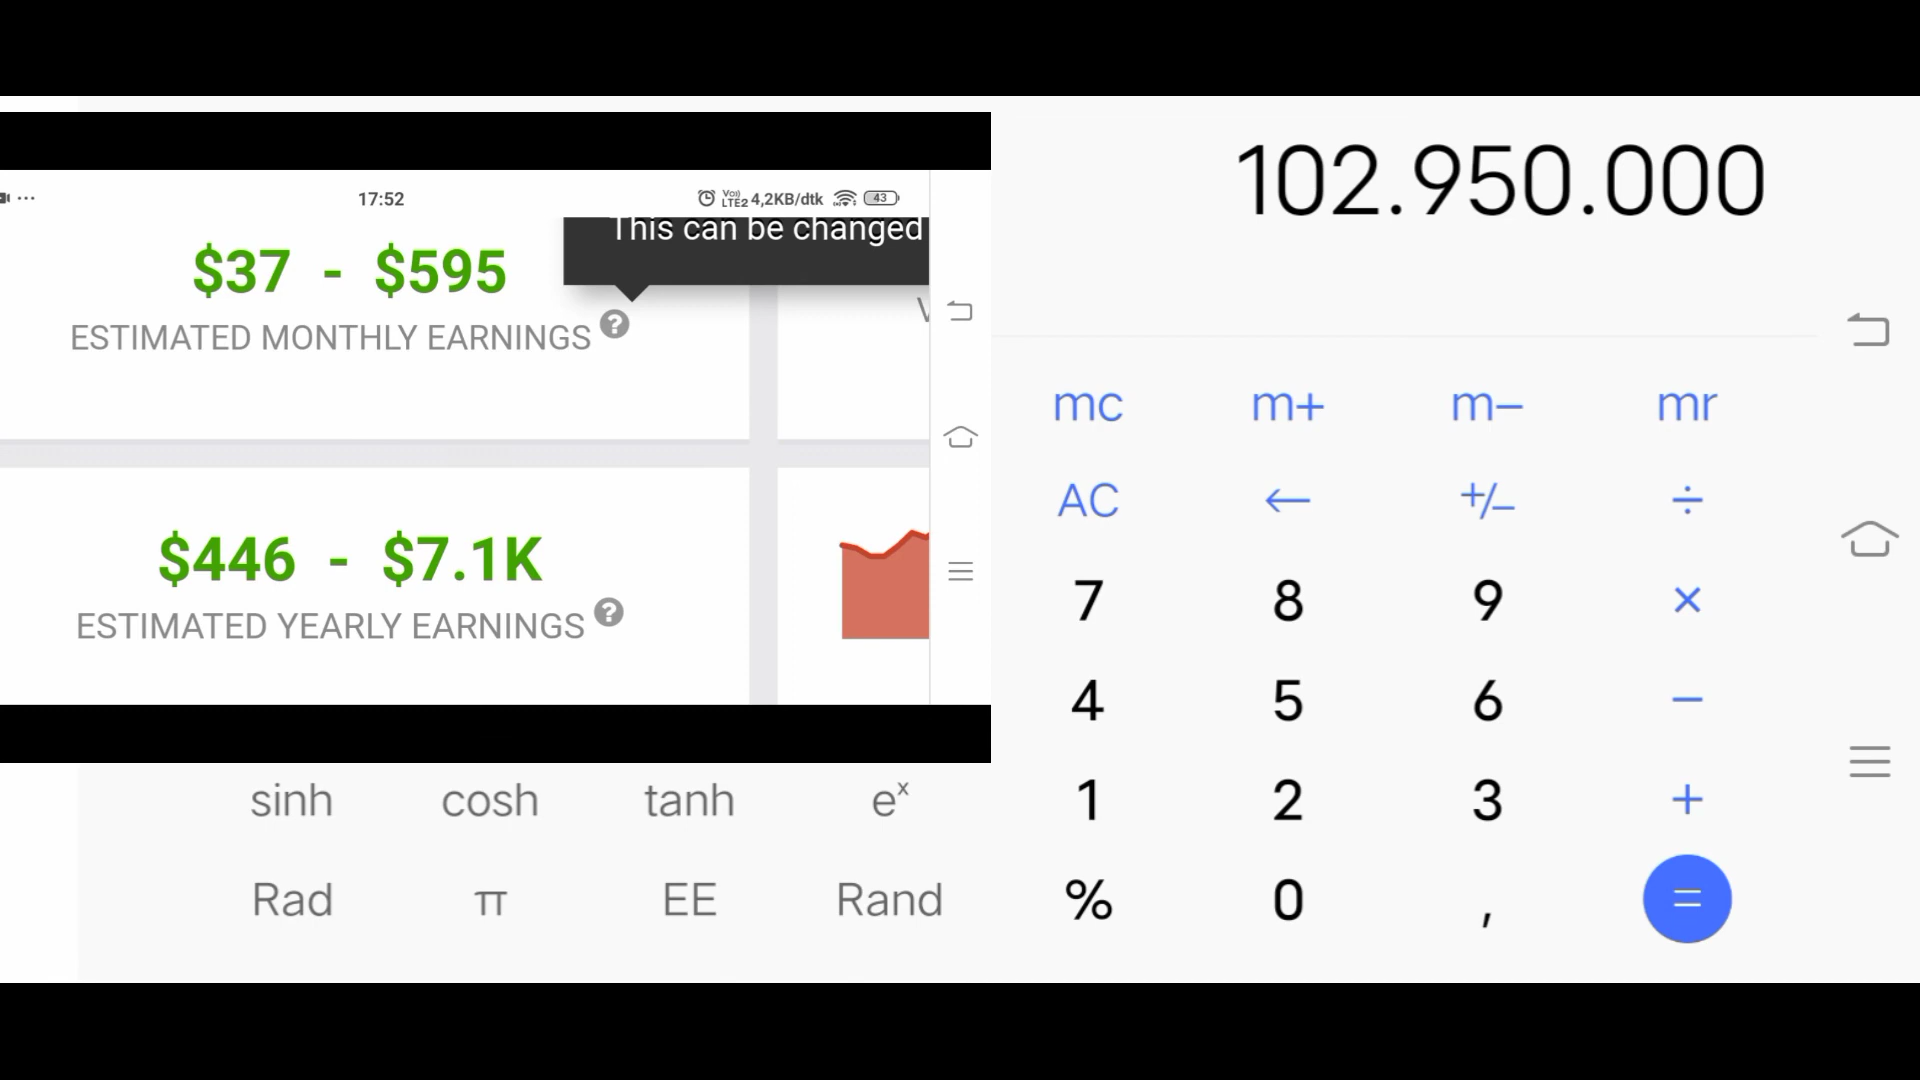 17:52
Vo))
LTE2 4,2KB/dtk
43
This can be changed
$37 - $595
ESTIMATED MONTHLY EARNINGS ?
$446 - $7.1K
ESTIMATED YEARLY EARNINGS ?
102.950.000
mc m+ m– mr
AC ← +/– ÷
7 8 9 ×
4 5 6 −
sinh cosh tanh eˣ 1 2 3 +
Rad π EE Rand % 0 , =